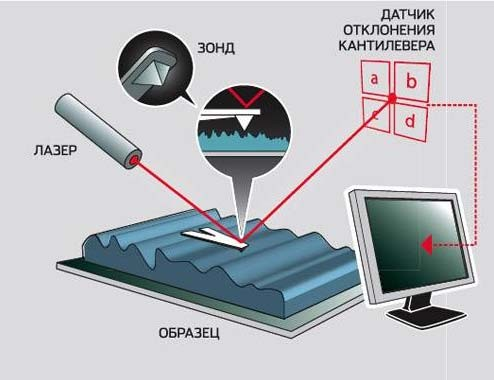 ДАТЧИК
ОТКЛОНЕНИЯ
КАНТИЛЕВЕРА
ЗОНД
a b
c d
ЛАЗЕР
ОБРАЗЕЦ